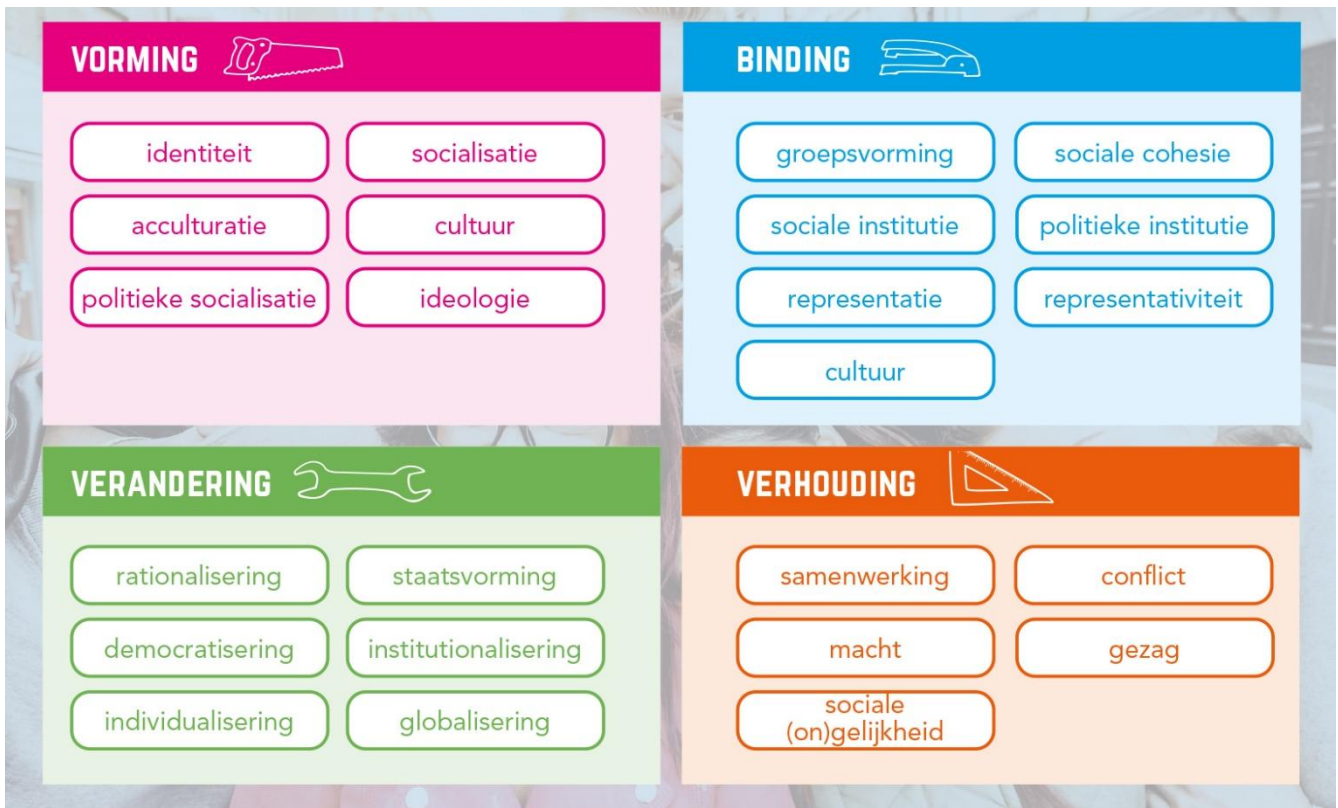 VORMING
identiteit
socialisatie
acculturatie
cultuur
politieke socialisatie
ideologie
BINDING
groepsvorming
sociale cohesie
sociale institutie
politieke institutie
representatie
representativiteit
cultuur
VERANDERING
rationalisering
staatsvorming
democratisering
institutionalisering
individualisering
globalisering
VERHOUDING
samenwerking
conflict
macht
gezag
sociale
(on)gelijkheid